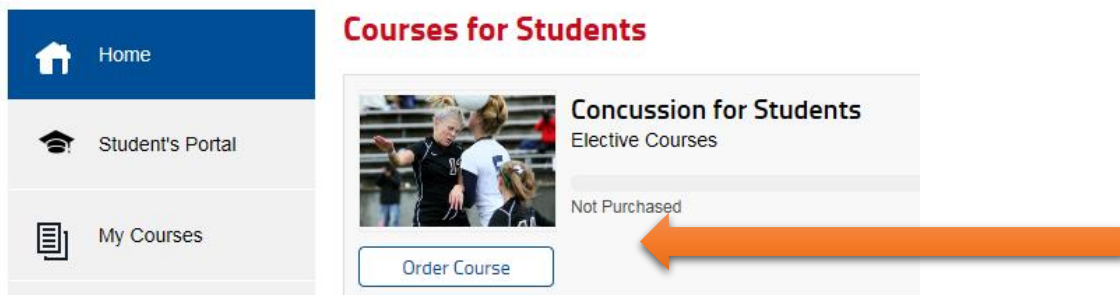 Home
Student's Portal
My Courses
Courses for Students
Concussion for Students
Elective Courses
Not Purchased
Order Course